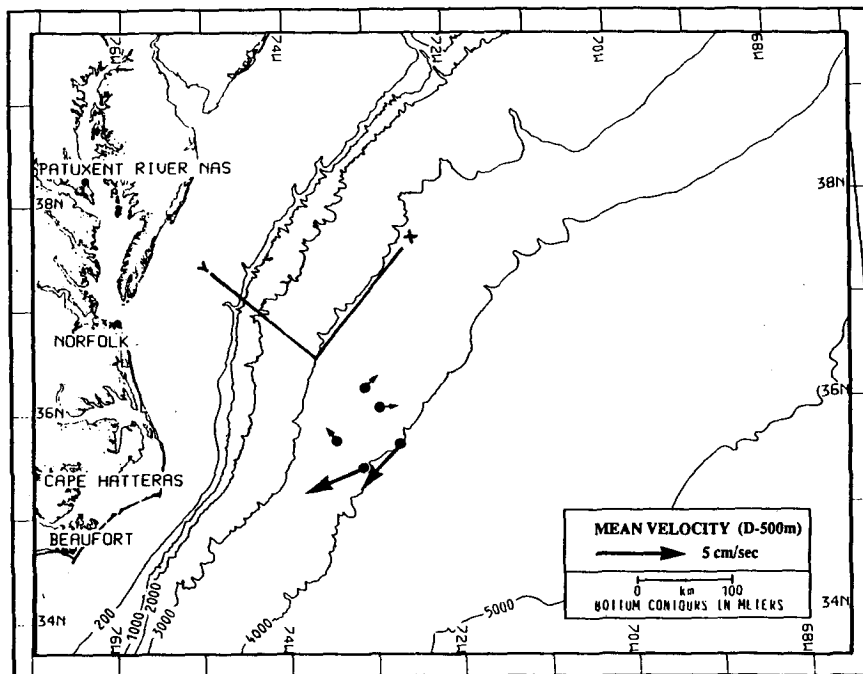 76W
74W
72W
70W
68W
PATUXENT RIVER NAS
38N
38N
Y
X
NORFOLK
36N
36N
CAPE HATTERAS
BEAUFORT
MEAN VELOCITY (D-500m)
5 cm/sec
0 km 100
BOTTOM CONTOURS IN METERS
34N
34N
200
1000
2000
3000
4000
5000
76W
74W
72W
70W
68W